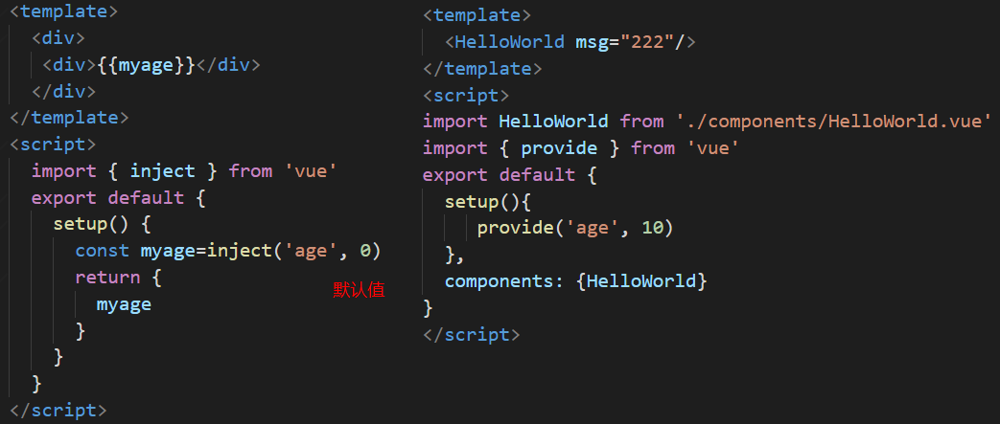 <template>
  <div>
   <div>{{myage}}</div>
  </div>
</template>
<script>
  import { inject } from 'vue'
  export default {
    setup() {
      const myage=inject('age', 0)
      return {
        myage
      }
    }
  }
</script>
默认值
<template>
  <HelloWorld msg="222"/>
</template>
<script>
import HelloWorld from './components/HelloWorld.vue'
import { provide } from 'vue'
export default {
  setup(){
    provide('age', 10)
  },
  components: {HelloWorld}
}
</script>